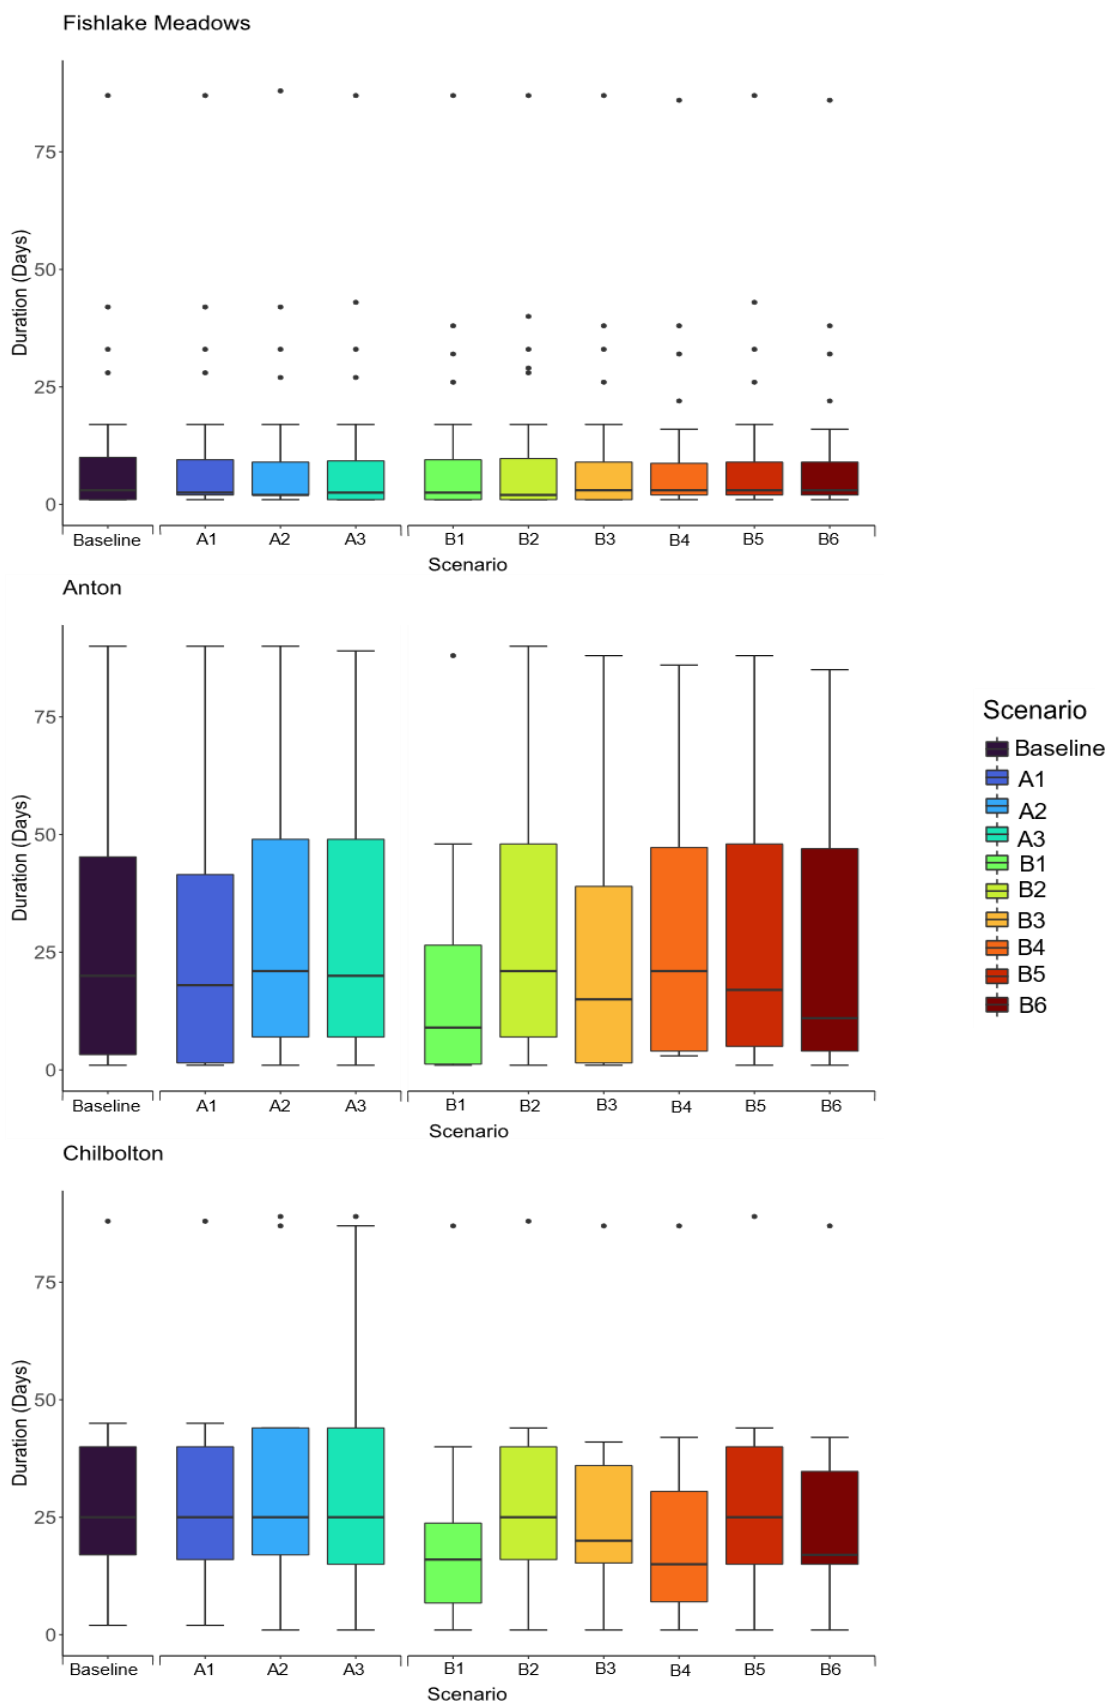 Fishlake Meadows
75
50
25
0
Duration (Days)
Baseline A1 A2 A3 B1 B2 B3 B4 B5 B6
Scenario
Anton
75
50
25
0
Duration (Days)
Baseline A1 A2 A3 B1 B2 B3 B4 B5 B6
Scenario
Chilbolton
75
50
25
0
Duration (Days)
Baseline A1 A2 A3 B1 B2 B3 B4 B5 B6
Scenario
Scenario
Baseline
A1
A2
A3
B1
B2
B3
B4
B5
B6